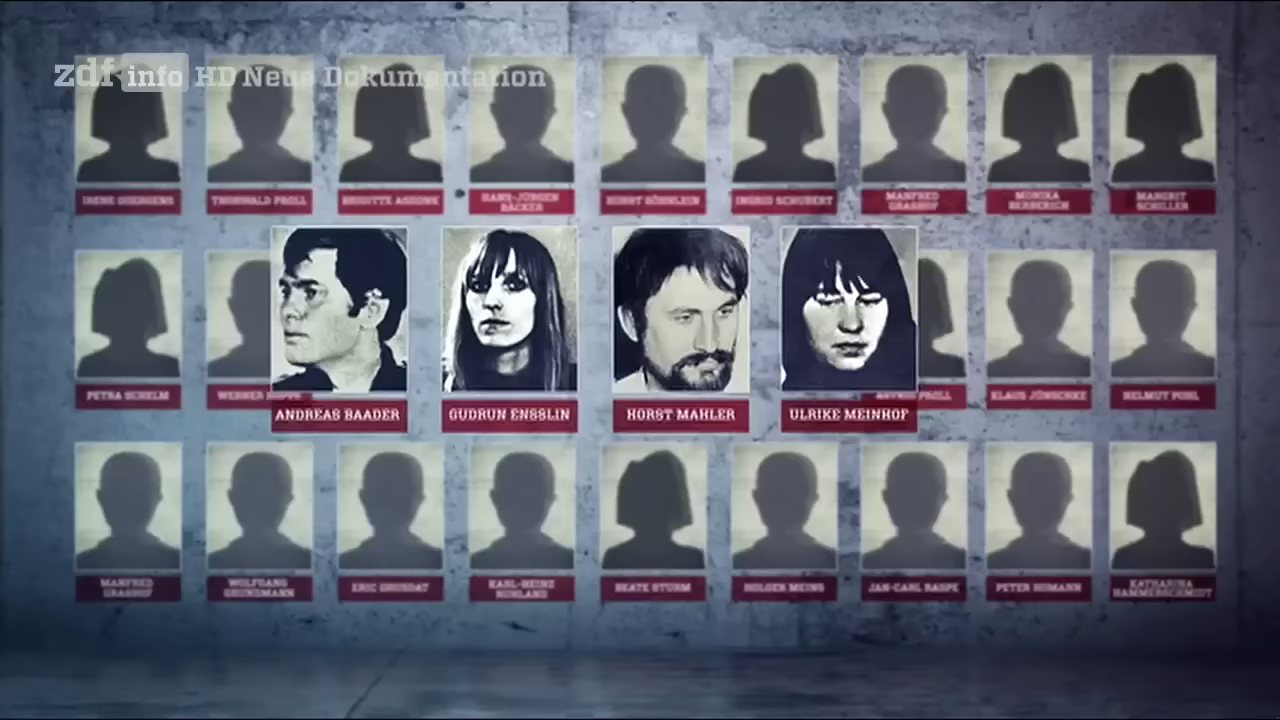 zdf info HD Neue Dokumentation
IRENE GOERGENS
THORWALD PROLL
BRIGITTE ASDONK
HANS-JÜRGEN
BÄCKER
HORST SÖHNLEIN
INGRID SCHUBERT
MANFRED
GRASHOF
MONIKA
BERBERICH
MARGRIT
SCHILLER
PETRA SCHELM
WERNER
PROLL
KLAUS JÜNSCHKE
HELMUT POHL
ANDREAS BAADER
GUDRUN ENSSLIN
HORST MAHLER
ULRIKE MEINHOF
MANFRED
GRASHOF
WOLFGANG
GRUNDMANN
ERIC GRUSDAT
KARL-HEINZ
RUHLAND
BEATE STURM
HOLGER MEINS
JAN-CARL RASPE
PETER HOMANN
KATHARINA
HAMMERSCHMIDT